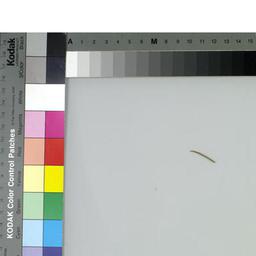 A 1 2 3 4 5 6 M 8 9 10 11 12 13 14 15
Kodak
Black
3/Color
White
Magenta
Red
Yellow
Green
Cyan
Blue
KODAK Color Control Patches